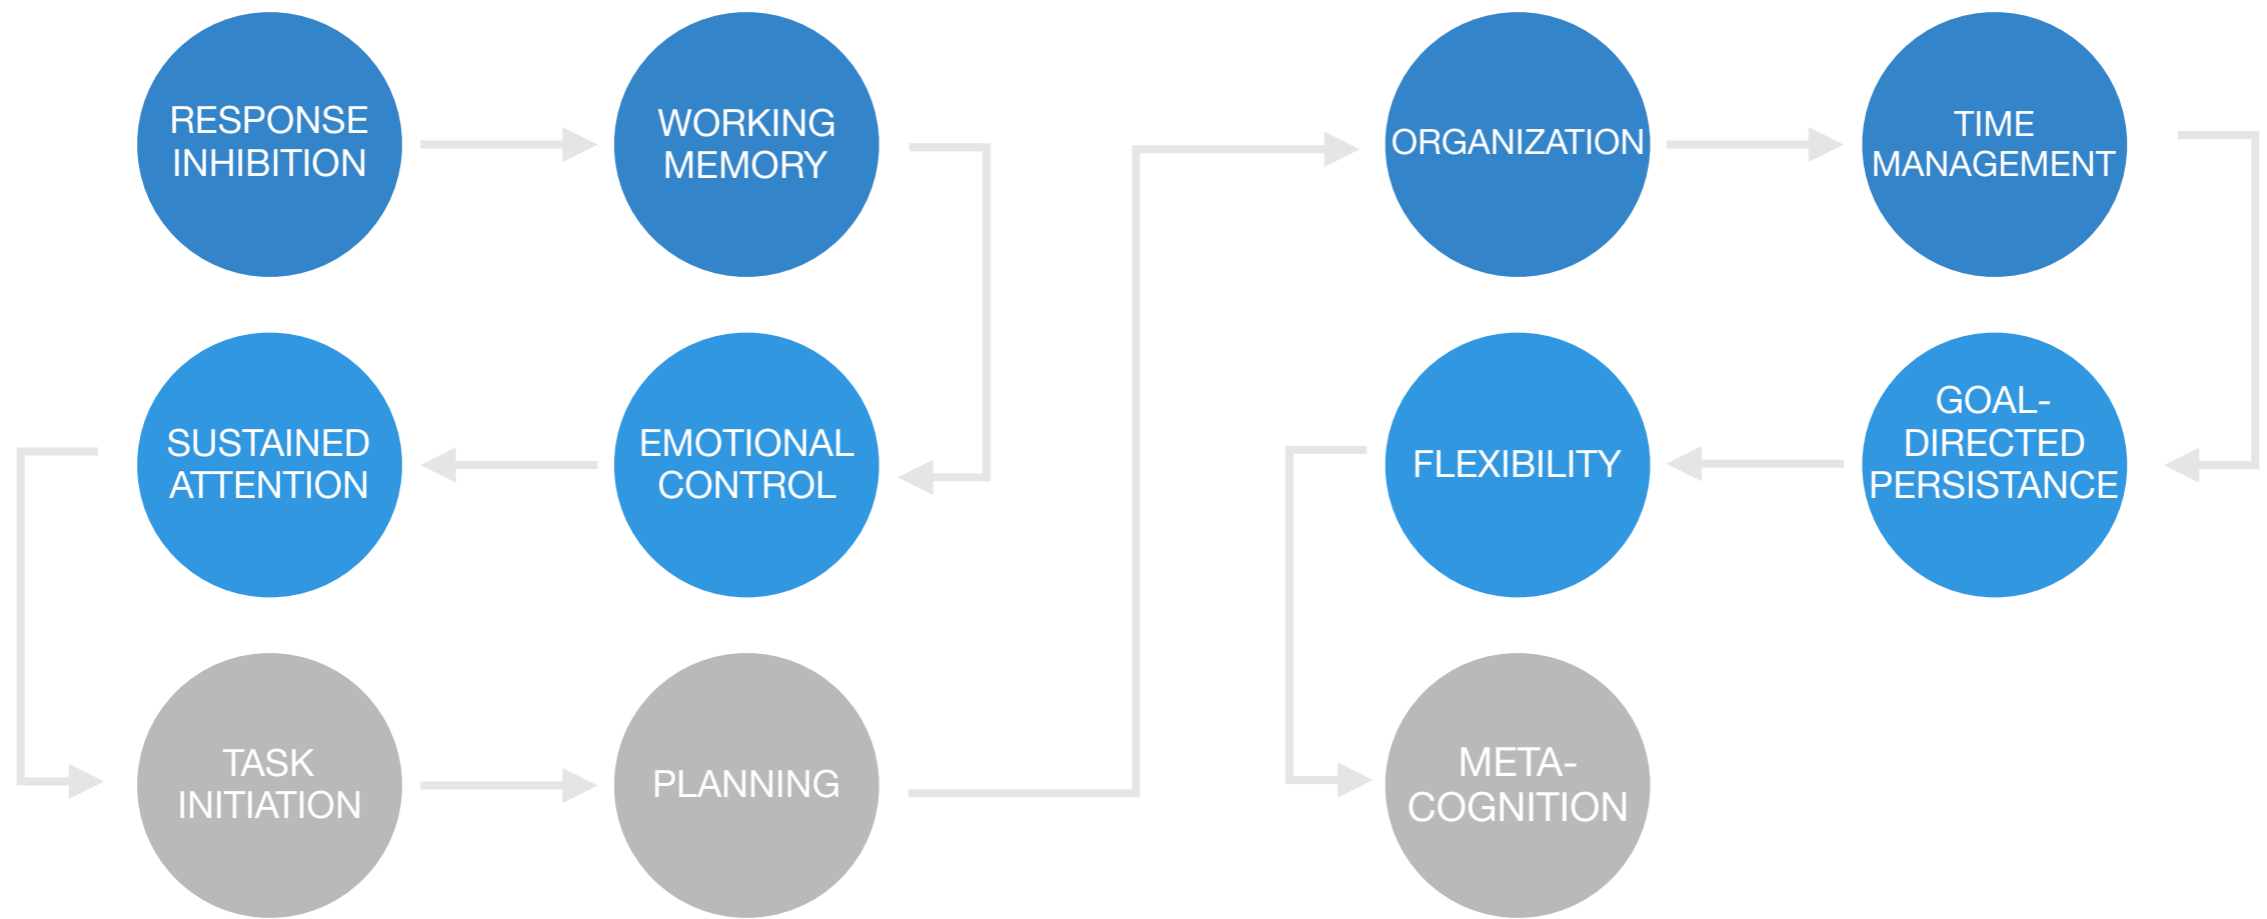 RESPONSE
INHIBITION
WORKING
MEMORY
EMOTIONAL
CONTROL
SUSTAINED
ATTENTION
TASK
INITIATION
PLANNING
ORGANIZATION
TIME
MANAGEMENT
GOAL-
DIRECTED
PERSISTANCE
FLEXIBILITY
META-
COGNITION